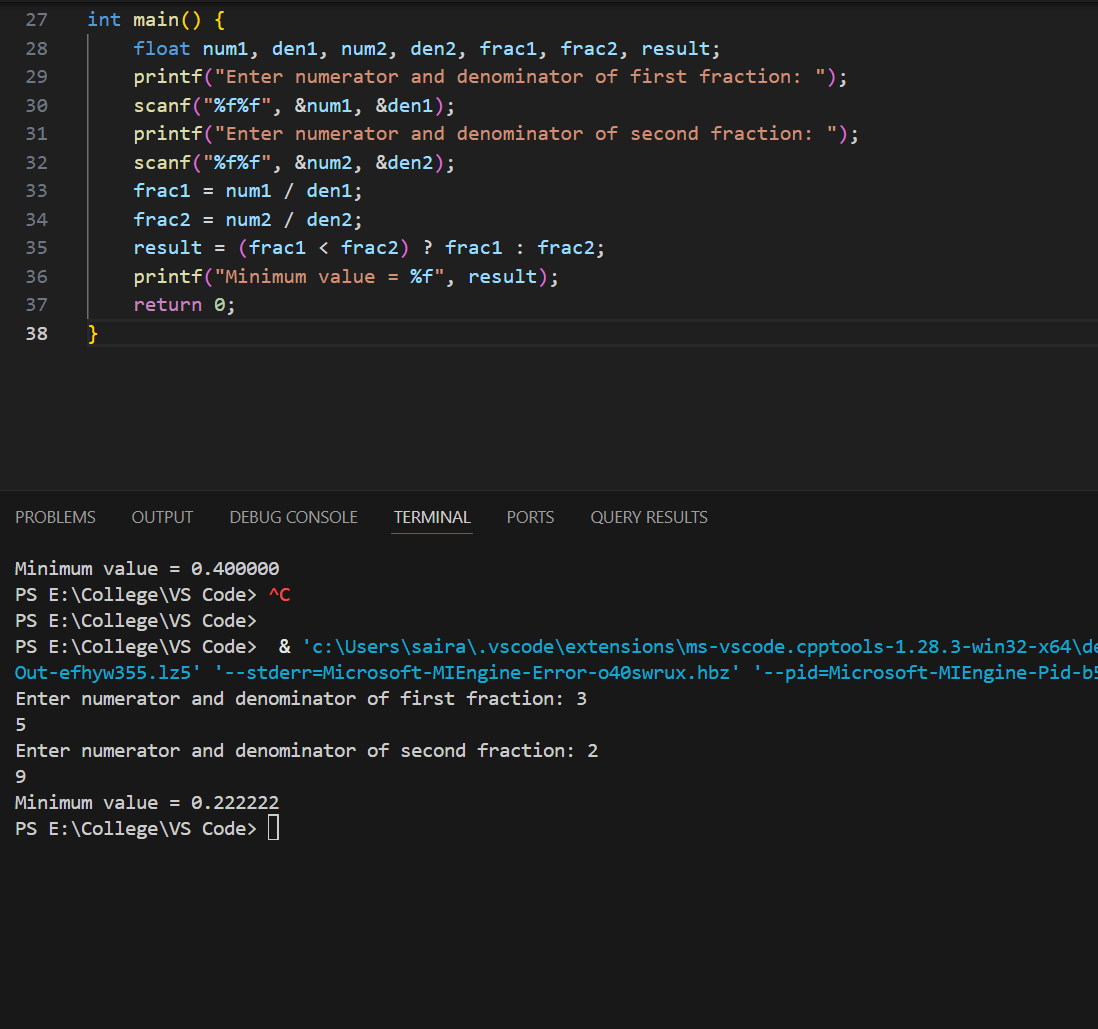 27 int main() {
28 float num1, den1, num2, den2, frac1, frac2, result;
29 printf("Enter numerator and denominator of first fraction: ");
30 scanf("%f%f", &num1, &den1);
31 printf("Enter numerator and denominator of second fraction: ");
32 scanf("%f%f", &num2, &den2);
33 frac1 = num1 / den1;
34 frac2 = num2 / den2;
35 result = (frac1 < frac2) ? frac1 : frac2;
36 printf("Minimum value = %f", result);
37 return 0;
38 }
PROBLEMS OUTPUT DEBUG CONSOLE TERMINAL PORTS QUERY RESULTS
Minimum value = 0.400000
PS E:\College\VS Code> ^C
PS E:\College\VS Code>
PS E:\College\VS Code>  & 'c:\Users\saira\.vscode\extensions\ms-vscode.cpptools-1.28.3-win32-x64\de
Out-efhyw355.lz5' '--stderr=Microsoft-MIEngine-Error-o40swrux.hbz' '--pid=Microsoft-MIEngine-Pid-b5
Enter numerator and denominator of first fraction: 3
5
Enter numerator and denominator of second fraction: 2
9
Minimum value = 0.222222
PS E:\College\VS Code>